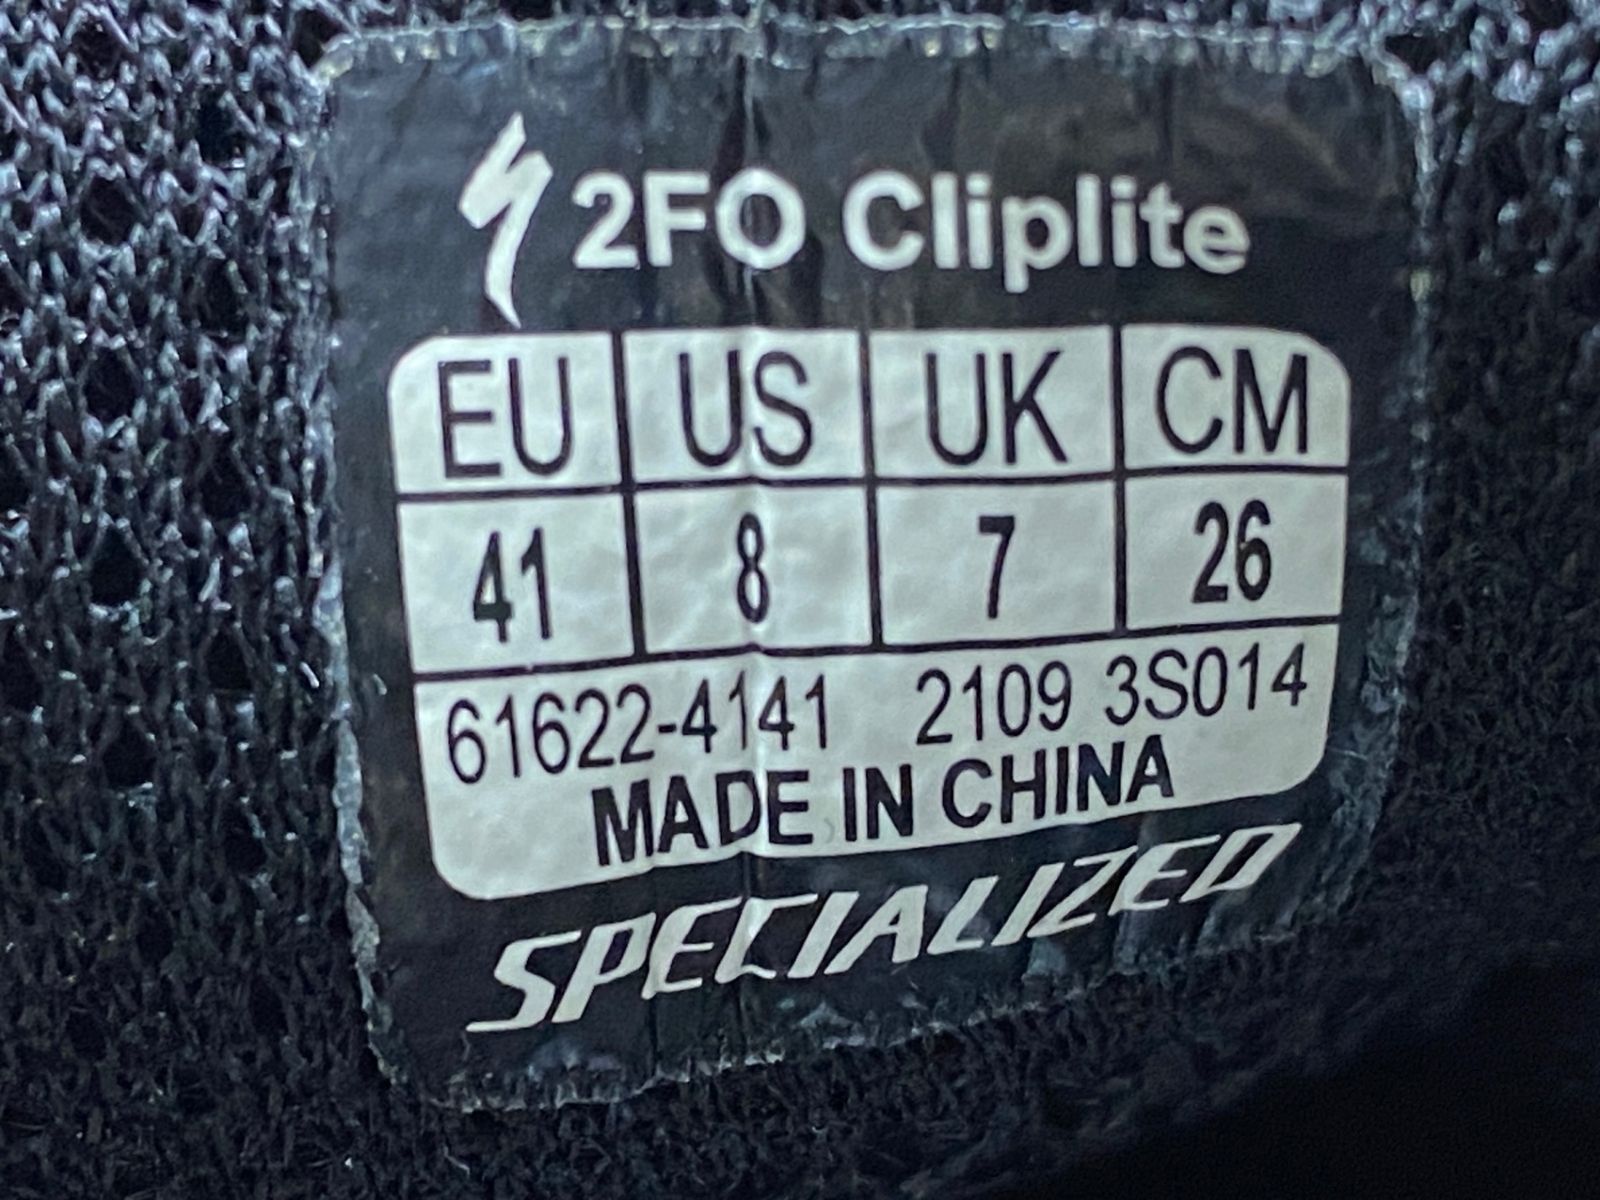 2FO Cliplite
EU US UK CM
41 8 7 26
61622-4141 2109 3S014
MADE IN CHINA
SPECIALIZED